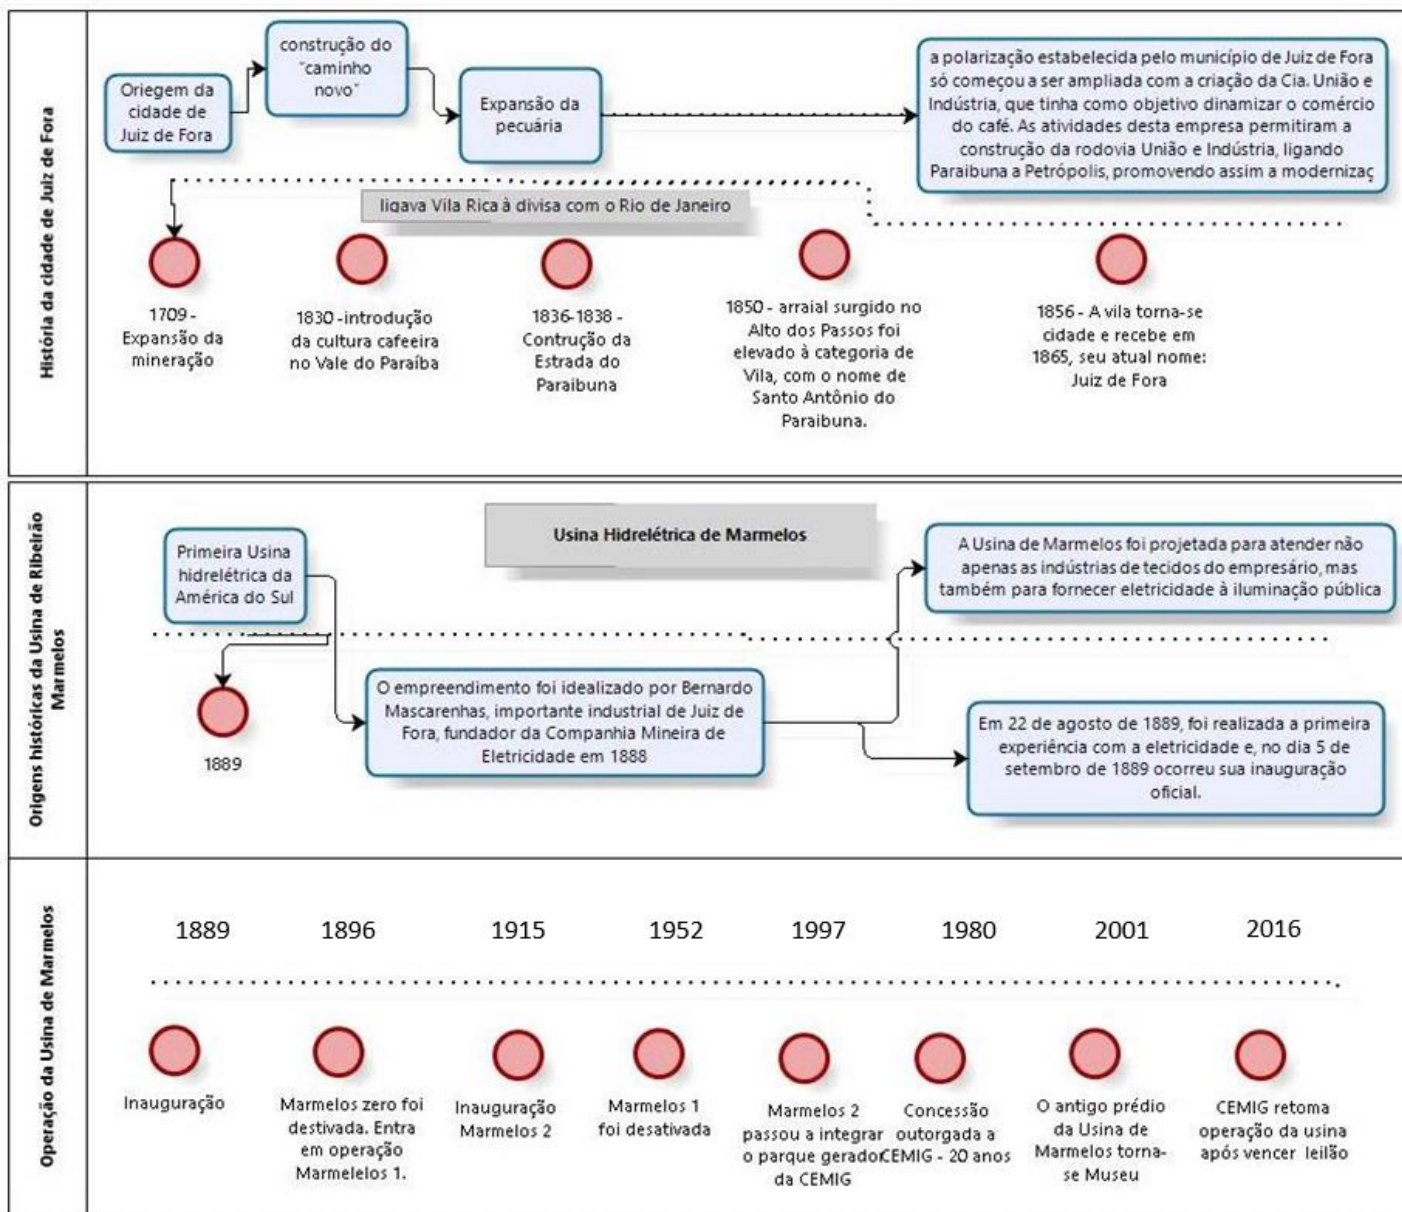 História da cidade de Juiz de Fora
Oriegem da
cidade de
Juiz de Fora
construção do
"caminho
novo"
Expansão da
pecuária
a polarização estabelecida pelo município de Juiz de Fora
só começou a ser ampliada com a criação da Cia. União e
Indústria, que tinha como objetivo dinamizar o comércio
do café. As atividades desta empresa permitiram a
construção da rodovia União e Indústria, ligando
Paraibuna a Petrópolis, promovendo assim a modernizaç
ligava Vila Rica à divisa com o Rio de Janeiro
1709 -
Expansão da
mineração
1830 -introdução
da cultura cafeeira
no Vale do Paraíba
1836-1838 -
Contrução da
Estrada do
Paraibuna
1850 - arraial surgido no
Alto dos Passos foi
elevado à categoria de
Vila, com o nome de
Santo Antônio do
Paraibuna.
1856 - A vila torna-se
cidade e recebe em
1865, seu atual nome:
Juiz de Fora
Origens históricas da Usina de Ribeirão
Marmelos
Usina Hidrelétrica de Marmelos
Primeira Usina
hidrelétrica da
América do Sul
1889
O empreendimento foi idealizado por Bernardo
Mascarenhas, importante industrial de Juiz de
Fora, fundador da Companhia Mineira de
Eletricidade em 1888
A Usina de Marmelos foi projetada para atender não
apenas as indústrias de tecidos do empresário, mas
também para fornecer eletricidade à iluminação pública
Em 22 de agosto de 1889, foi realizada a primeira
experiência com a eletricidade e, no dia 5 de
setembro de 1889 ocorreu sua inauguração
oficial.
Operação da Usina de Marmelos
1889
1896
1915
1952
1997
1980
2001
2016
Inauguração
Marmelos zero foi
destivada. Entra
em operação
Marmelelos 1.
Inauguração
Marmelos 2
Marmelos 1
foi desativada
Marmelos 2
passou a integrar
o parque gerador
da CEMIG
Concessão
outorgada a
CEMIG - 20 anos
O antigo prédio
da Usina de
Marmelos torna-
se Museu
CEMIG retoma
operação da usina
após vencer leilão